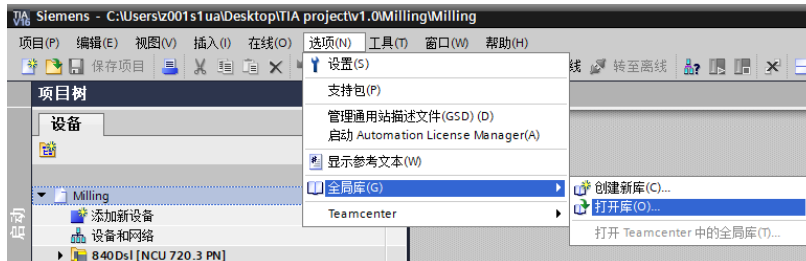 Siemens - C:\Users\z001s1ua\Desktop\TIA project\v1.0\Milling\Milling
项目(P) 编辑(E) 视图(V) 插入(I) 在线(O) 选项(N) 工具(T) 窗口(W) 帮助(H)
保存项目 线 转至离线
项目树
设备
Milling
添加新设备
设备和网络
840Dsl [NCU 720.3 PN]
启动
设置(S)
支持包(P)
管理通用站描述文件(GSD) (D)
启动 Automation License Manager(A)
显示参考文本(W)
全局库(G)
Teamcenter
创建新库(C)...
打开库(O)...
打开 Teamcenter 中的全局库(T)...